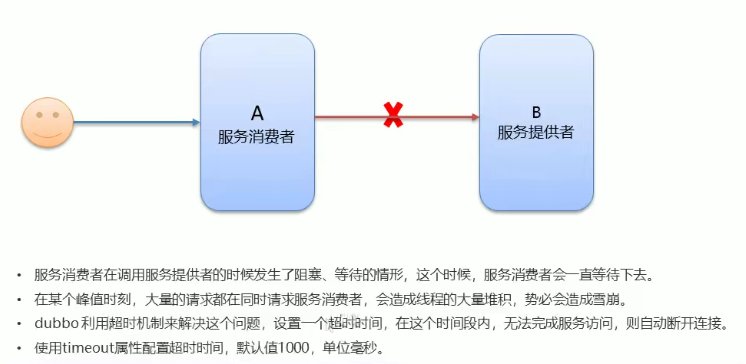 A
服务消费者
B
服务提供者
服务消费者在调用服务提供者的时候发生了阻塞、等待的情形，这个时候，服务消费者会一直等待下去。
在某个峰值时刻，大量的请求都在同时请求服务消费者，会造成线程的大量堆积，势必会造成雪崩。
dubbo 利用超时机制来解决这个问题，设置一个超时时间，在这个时间段内，无法完成服务访问，则自动断开连接。
使用timeout属性配置超时时间，默认值1000，单位毫秒。